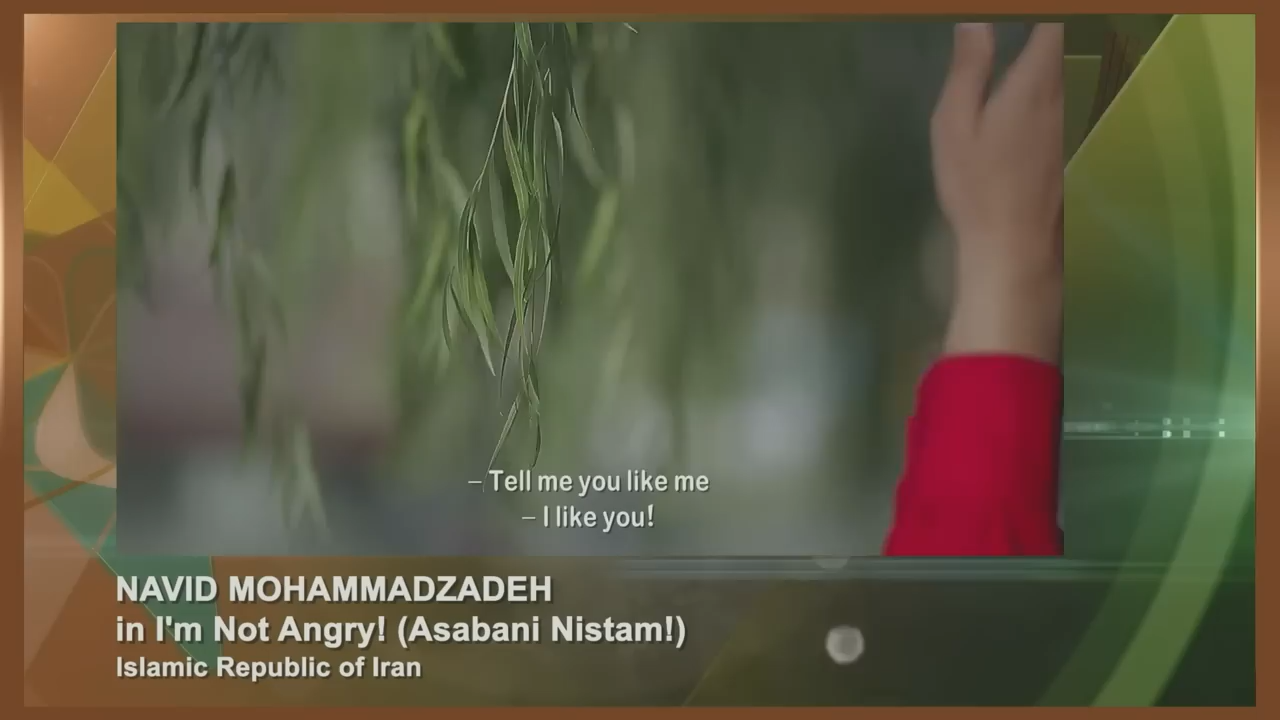 – Tell me you like me
– I like you!
NAVID MOHAMMADZADEH
in I'm Not Angry! (Asabani Nistam!)
Islamic Republic of Iran